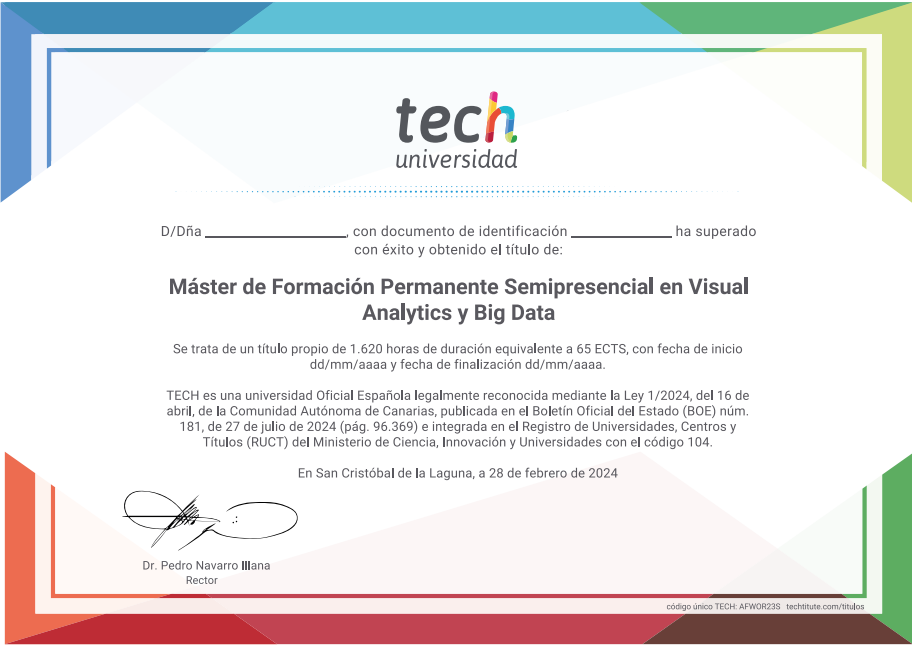 tech
universidad
D/Dña , con documento de identificación ha superado
con éxito y obtenido el título de:
Máster de Formación Permanente Semipresencial en Visual
Analytics y Big Data
Se trata de un título propio de 1.620 horas de duración equivalente a 65 ECTS, con fecha de inicio
dd/mm/aaaa y fecha de finalización dd/mm/aaaa.
TECH es una universidad Oficial Española legalmente reconocida mediante la Ley 1/2024, del 16 de
abril, de la Comunidad Autónoma de Canarias, publicada en el Boletín Oficial del Estado (BOE) núm.
181, de 27 de julio de 2024 (pág. 96.369) e integrada en el Registro de Universidades, Centros y
Títulos (RUCT) del Ministerio de Ciencia, Innovación y Universidades con el código 104.
En San Cristóbal de la Laguna, a 28 de febrero de 2024
Dr. Pedro Navarro Illana
Rector
código único TECH: AFWOR23S techtitute.com/titulos